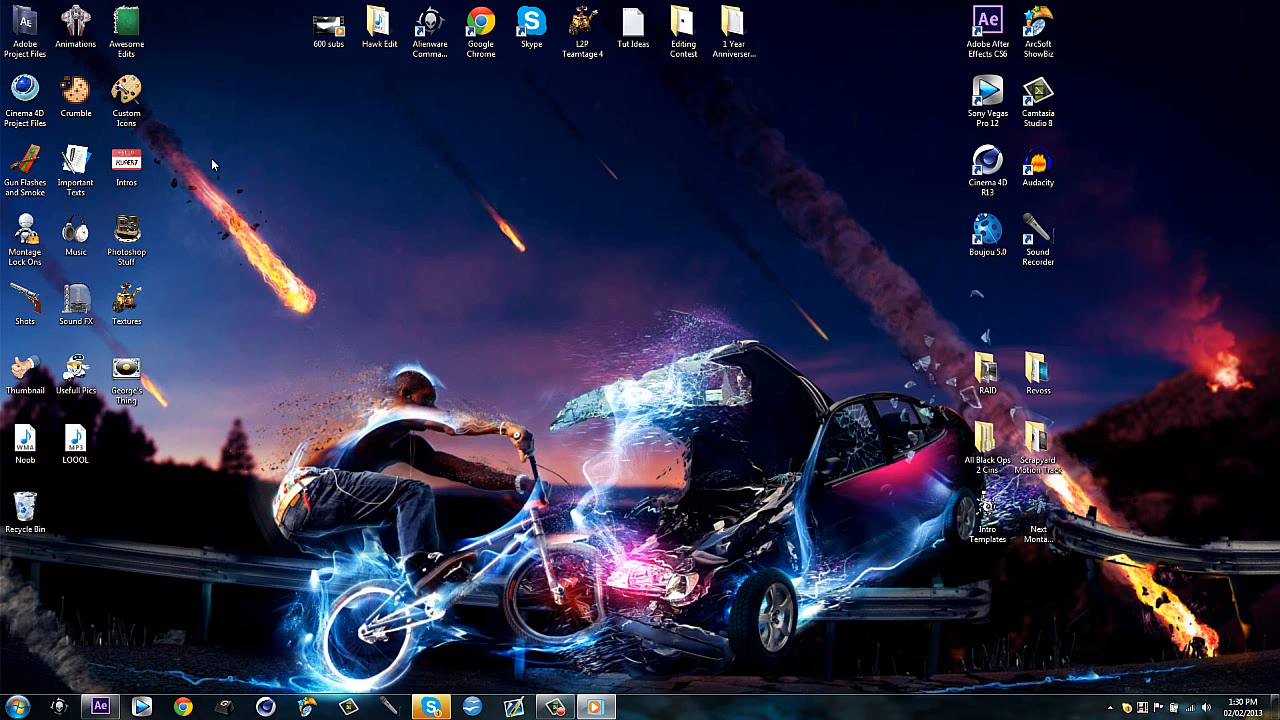 Adobe
Project Files
Animations
Awesome
Edits
600 subs
Hawk Edit
Alienware
Comma...
Google
Chrome
Skype
L2P
Teamtage 4
Tut Ideas
Editing
Contest
1 Year
Anniverser...
Adobe After
Effects CS6
ArcSoft
ShowBiz
Cinema 4D
Project Files
Crumble
Custom
Icons
Sony Vegas
Pro 12
Camtasia
Studio 8
Gun Flashes
and Smoke
Important
Texts
Intros
Cinema 4D
R13
Audacity
Montage
Lock Ons
Music
Photoshop
Stuff
Boujou 5.0
Sound
Recorder
Shots
Sound FX
Textures
Thumbnail
Usefull Pics
George's
Thing
RAID
Revoss
Noob
LOOOL
All Black Ops
2 Cins
Scrapyard
Motion Track
Recycle Bin
Intro
Templates
Next
Monta...
1:30 PM
02/02/2013